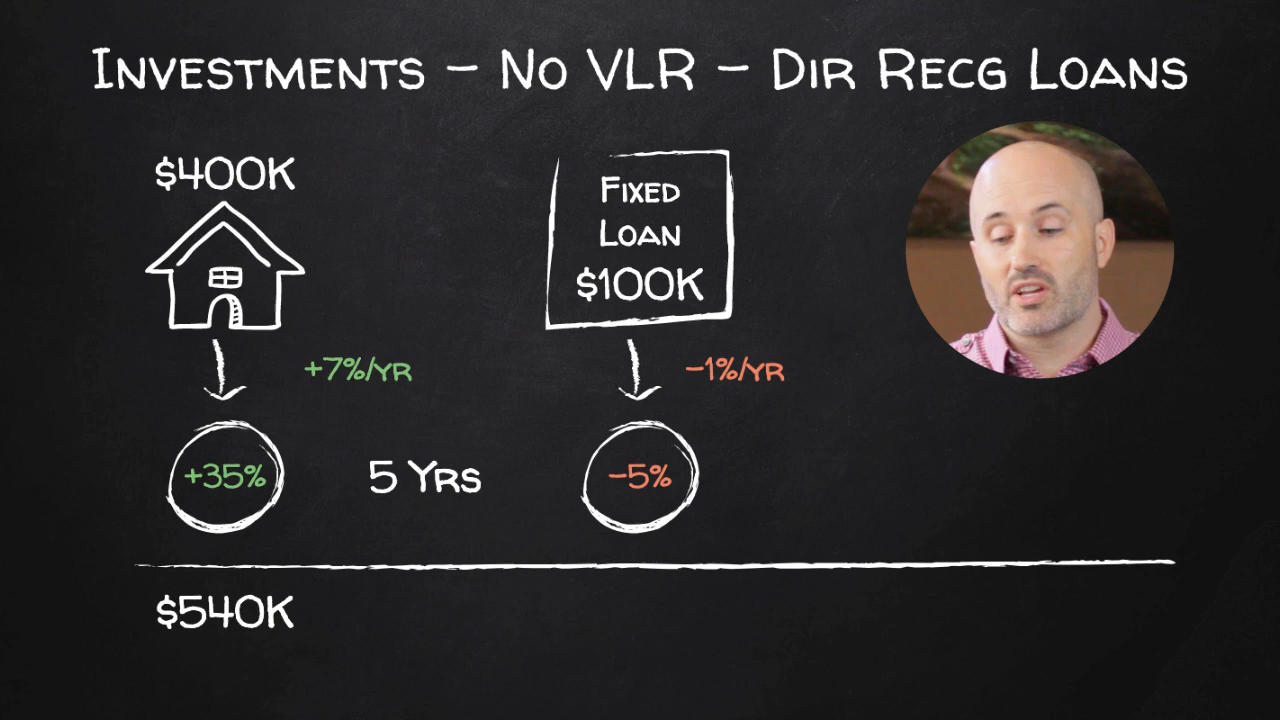 Investments – No VLR – Dir Recg Loans
$400K
Fixed
Loan
$100K
+7%/yr
-1%/yr
+35%
5 Yrs
-5%
$540K